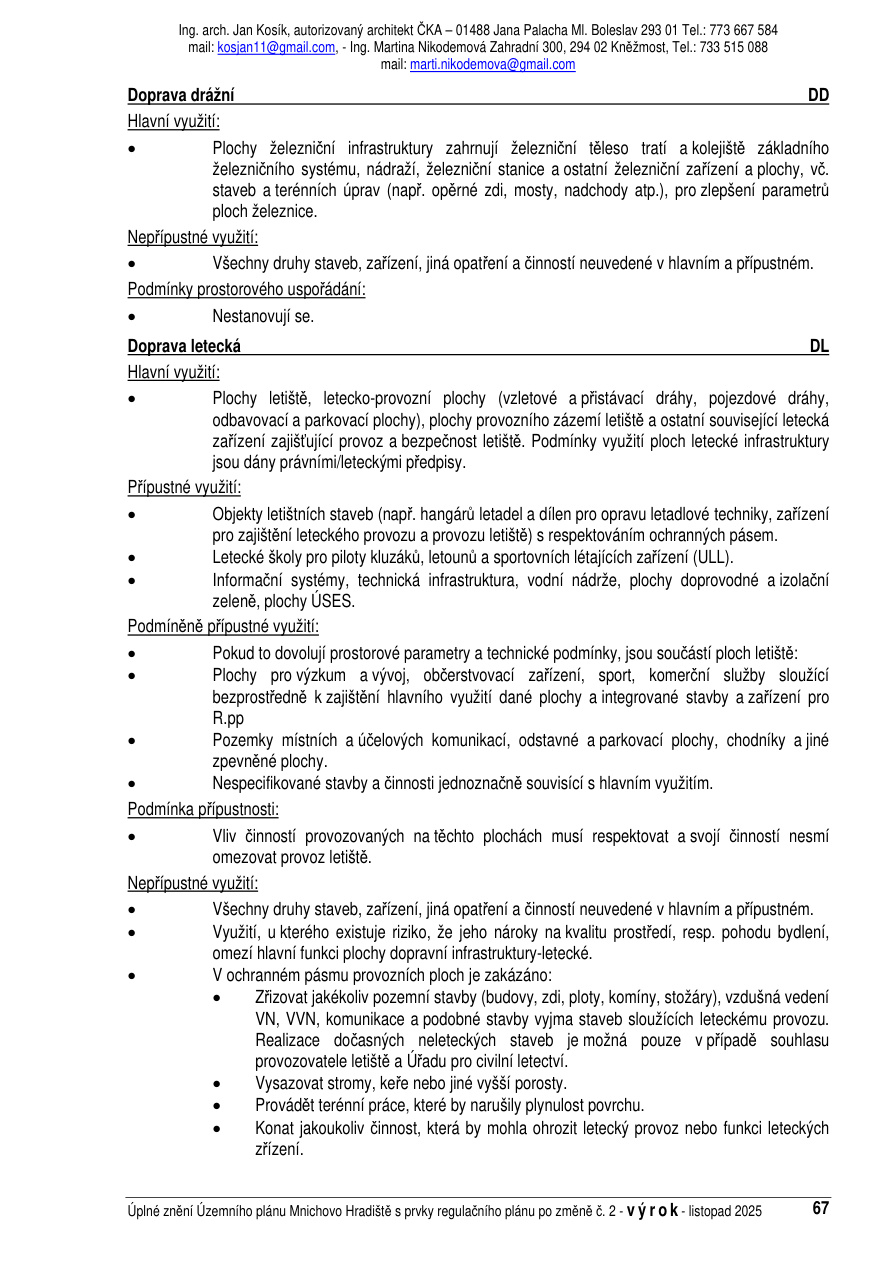 Ing. arch. Jan Kosík, autorizovaný architekt ČKA – 01488 Jana Palacha Ml. Boleslav 293 01 Tel.: 773 667 584
mail: kosjan11@gmail.com, - Ing. Martina Nikodemová Zahradní 300, 294 02 Kněžmost, Tel.: 733 515 088
mail: marti.nikodemova@gmail.com
Doprava drážní DD
Hlavní využití:
• Plochy železniční infrastruktury zahrnují železniční těleso tratí a kolejiště základního
železničního systému, nádraží, železniční stanice a ostatní železniční zařízení a plochy, vč.
staveb a terénních úprav (např. opěrné zdi, mosty, nadchody atp.), pro zlepšení parametrů
ploch železnice.
Nepřípustné využití:
• Všechny druhy staveb, zařízení, jiná opatření a činností neuvedené v hlavním a přípustném.
Podmínky prostorového uspořádání:
• Nestanovují se.
Doprava letecká DL
Hlavní využití:
• Plochy letiště, letecko-provozní plochy (vzletové a přistávací dráhy, pojezdové dráhy,
odbavovací a parkovací plochy), plochy provozního zázemí letiště a ostatní související letecká
zařízení zajišťující provoz a bezpečnost letiště. Podmínky využití ploch letecké infrastruktury
jsou dány právními/leteckými předpisy.
Přípustné využití:
• Objekty letištních staveb (např. hangárů letadel a dílen pro opravu letadlové techniky, zařízení
pro zajištění leteckého provozu a provozu letiště) s respektováním ochranných pásem.
• Letecké školy pro piloty kluzáků, letounů a sportovních létajících zařízení (ULL).
• Informační systémy, technická infrastruktura, vodní nádrže, plochy doprovodné a izolační
zeleně, plochy ÚSES.
Podmíněně přípustné využití:
• Pokud to dovolují prostorové parametry a technické podmínky, jsou součástí ploch letiště:
• Plochy pro výzkum a vývoj, občerstvovací zařízení, sport, komerční služby sloužící
bezprostředně k zajištění hlavního využití dané plochy a integrované stavby a zařízení pro
R.pp
• Pozemky místních a účelových komunikací, odstavné a parkovací plochy, chodníky a jiné
zpevněné plochy.
• Nespecifikované stavby a činnosti jednoznačně souvisící s hlavním využitím.
Podmínka přípustnosti:
• Vliv činností provozovaných na těchto plochách musí respektovat a svojí činností nesmí
omezovat provoz letiště.
Nepřípustné využití:
• Všechny druhy staveb, zařízení, jiná opatření a činností neuvedené v hlavním a přípustném.
• Využití, u kterého existuje riziko, že jeho nároky na kvalitu prostředí, resp. pohodu bydlení,
omezí hlavní funkci plochy dopravní infrastruktury-letecké.
• V ochranném pásmu provozních ploch je zakázáno:
• Zřizovat jakékoliv pozemní stavby (budovy, zdi, ploty, komíny, stožáry), vzdušná vedení
VN, VVN, komunikace a podobné stavby vyjma staveb sloužících leteckému provozu.
Realizace dočasných neleteckých staveb je možná pouze v případě souhlasu
provozovatele letiště a Úřadu pro civilní letectví.
• Vysazovat stromy, keře nebo jiné vyšší porosty.
• Provádět terénní práce, které by narušily plynulost povrchu.
• Konat jakoukoliv činnost, která by mohla ohrozit letecký provoz nebo funkci leteckých
zřízení.
Úplné znění Územního plánu Mnichovo Hradiště s prvky regulačního plánu po změně č. 2 - v ý r o k - listopad 2025 67